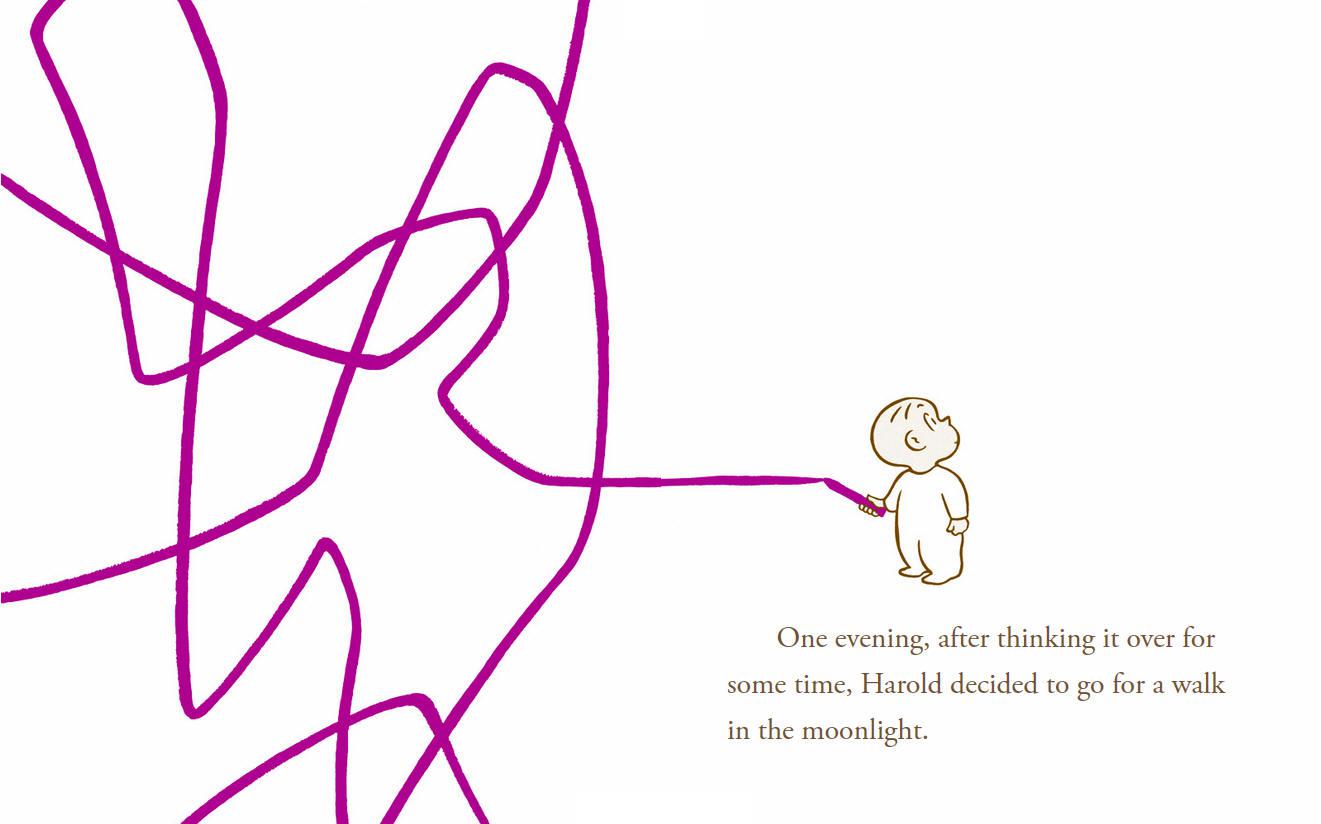 One evening, after thinking it over for
some time, Harold decided to go for a walk
in the moonlight.